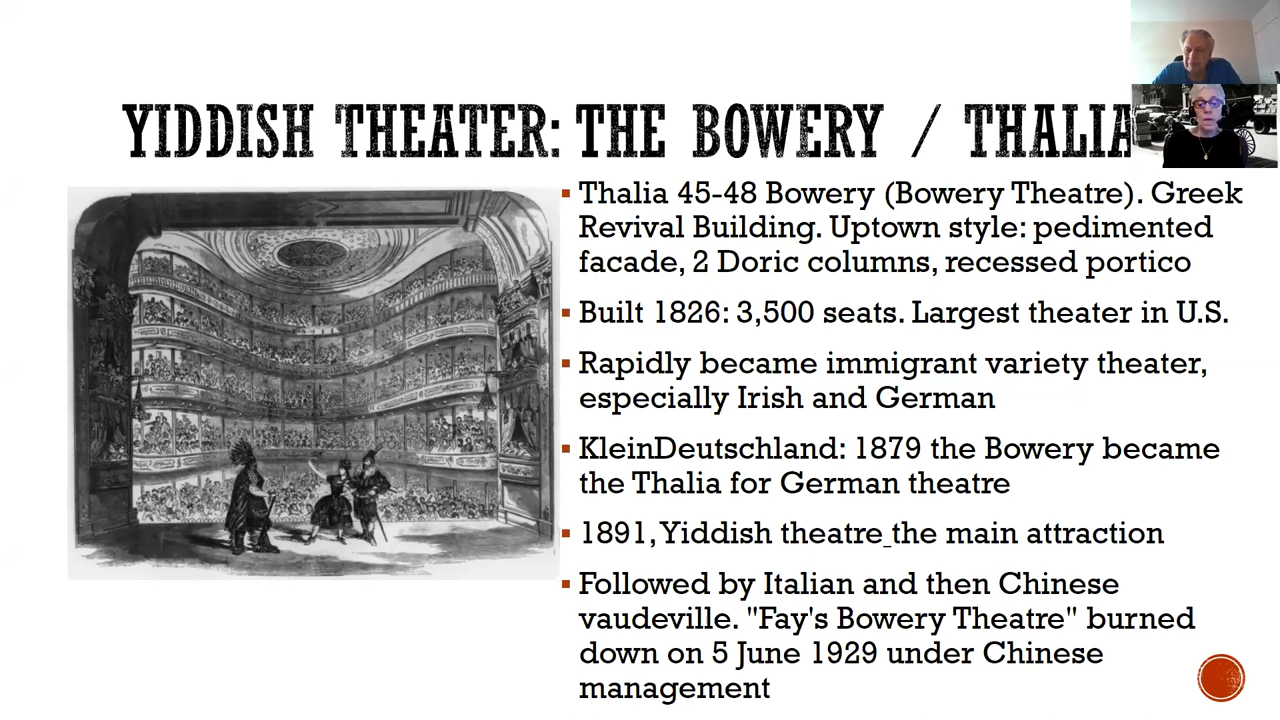 YIDDISH THEATER: THE BOWERY / THALIA
▪ Thalia 45-48 Bowery (Bowery Theatre). Greek
Revival Building. Uptown style: pedimented
facade, 2 Doric columns, recessed portico
▪ Built 1826: 3,500 seats. Largest theater in U.S.
▪ Rapidly became immigrant variety theater,
especially Irish and German
▪ KleinDeutschland: 1879 the Bowery became
the Thalia for German theatre
▪ 1891, Yiddish theatre the main attraction
▪ Followed by Italian and then Chinese
vaudeville. "Fay's Bowery Theatre" burned
down on 5 June 1929 under Chinese
management